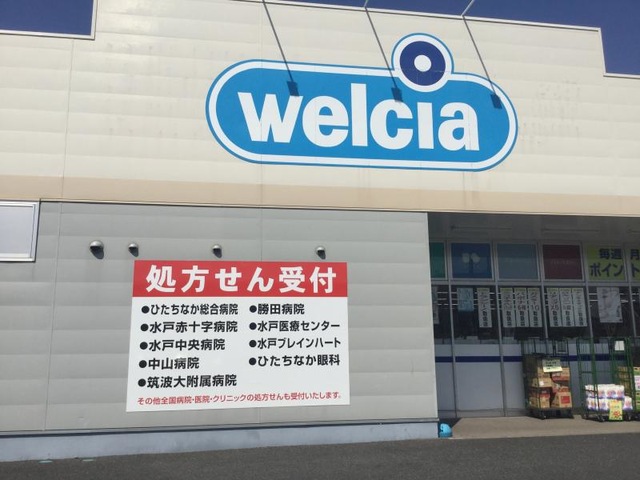 welcia
処方せん受付
●ひたちなか総合病院 ●勝田病院
●水戸赤十字病院 ●水戸医療センター
●水戸中央病院 ●水戸ブレインハート
●中山病院 ●ひたちなか眼科
●筑波大附属病院
その他全国病院・医院・クリニックの処方せんも受付いたします。
毎週 月
ポイント